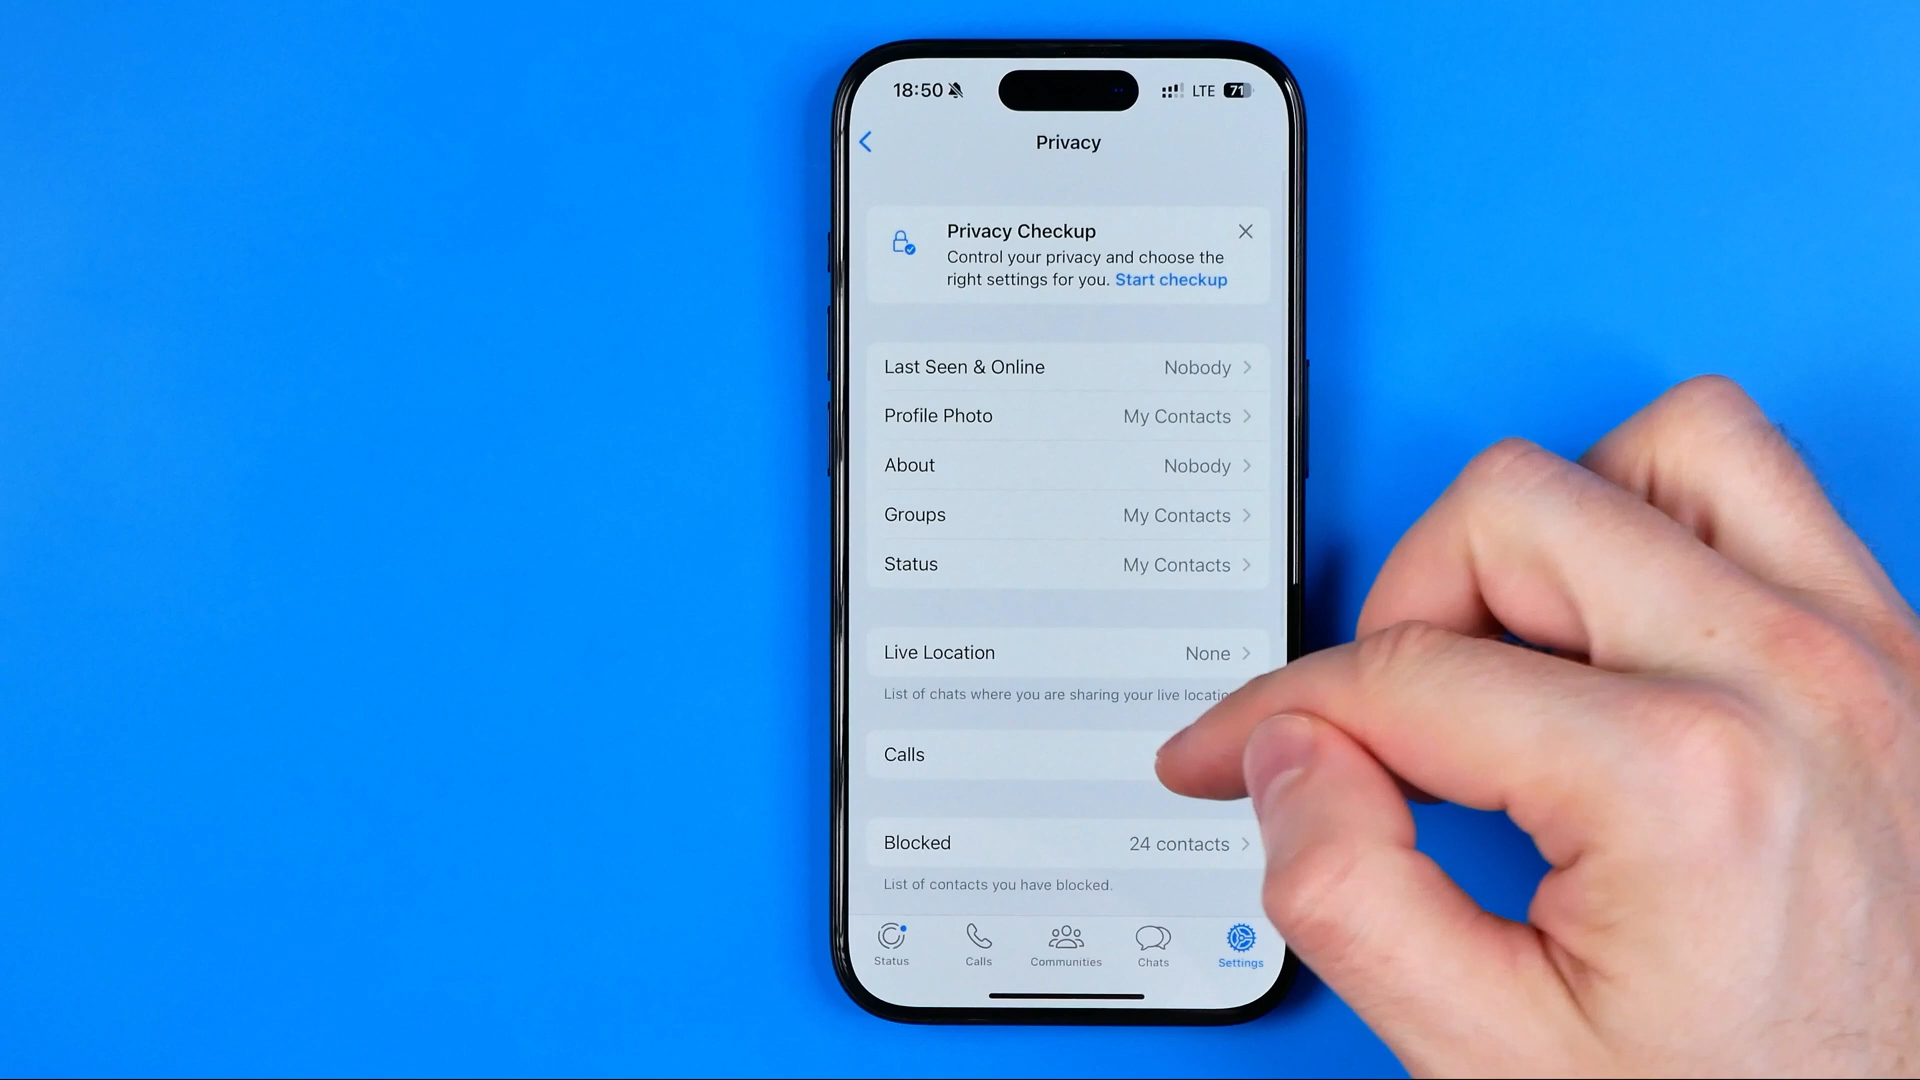 18:50 LTE 71
Privacy
Privacy Checkup
Control your privacy and choose the
right settings for you. Start checkup
Last Seen & Online Nobody
Profile Photo My Contacts
About Nobody
Groups My Contacts
Status My Contacts
Live Location None
List of chats where you are sharing your live
Calls
Blocked 24 contacts
List of contacts you have blocked.
Status Calls Communities Chats Settings